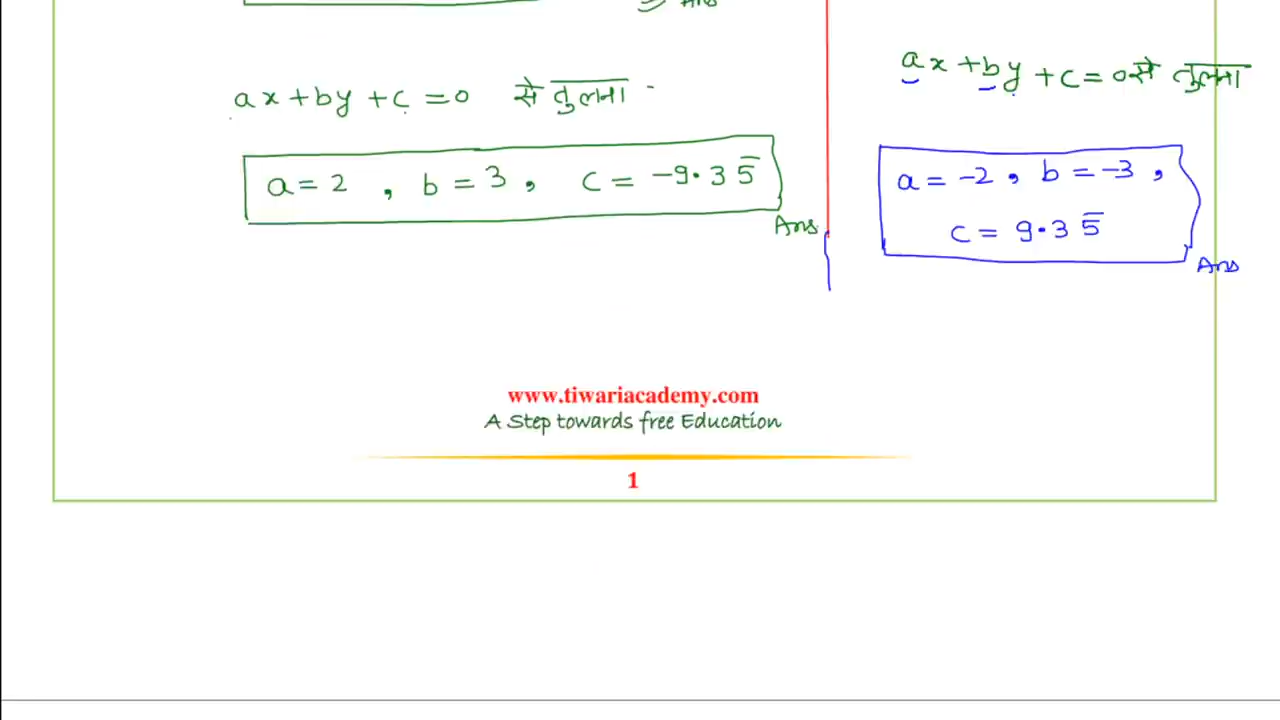 Ans
ax + by + c = 0 से तुलना -
a = 2 , b = 3 , c = -9.35̅
Ans
ax + by + c = 0 से तुलना
a = -2 , b = -3 ,
c = 9.35̅
Ans
www.tiwariacademy.com
A Step towards free Education
1